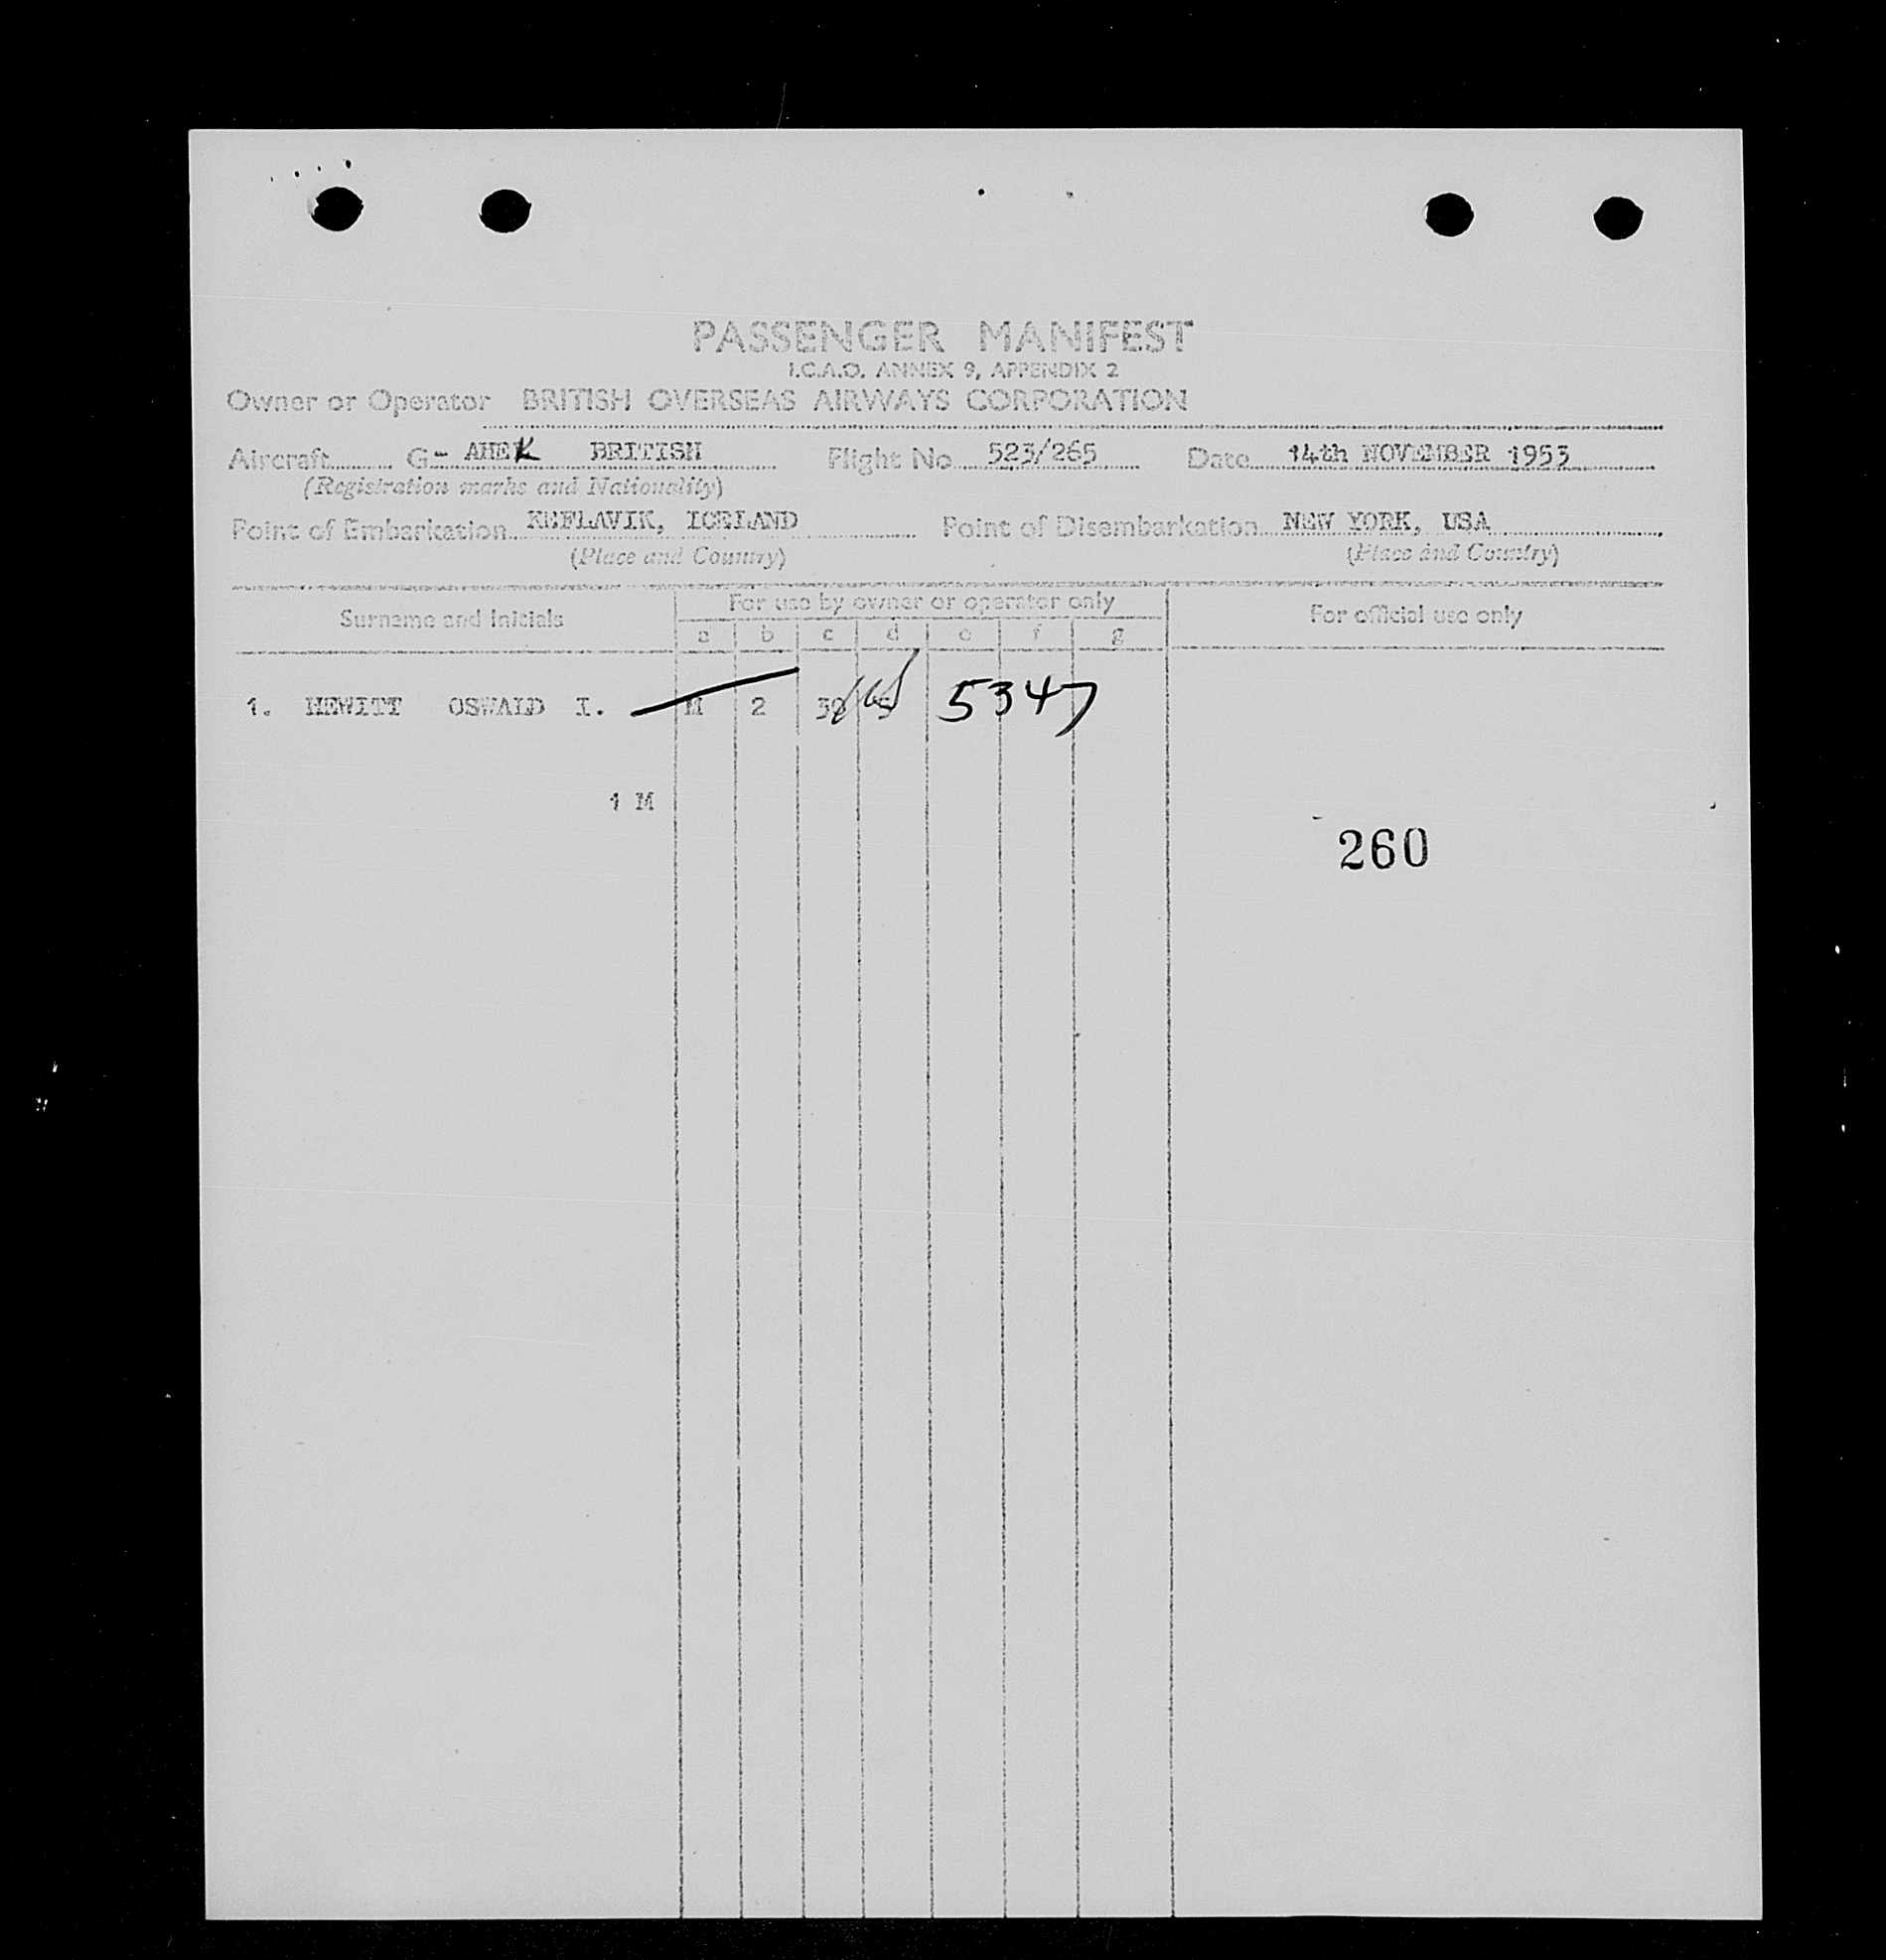 PASSENGER MANIFEST
I.C.A.O. ANNEX 9, APPENDIX 2
Owner or Operator BRITISH OVERSEAS AIRWAYS CORPORATION
Aircraft G- AHEK BRITISH Flight No 523/265 Date 14th NOVEMBER 1953
(Registration marks and Nationality)
Point of Embarkation KEFLAVIK, ICELAND Point of Disembarkation NEW YORK, USA
(Place and Country) (Place and Country)
Surname and Initials For use by owner or operator only For official use only
a b c d e f g
1. HEWITT OSWALD I. M 2 5347
1 M
260